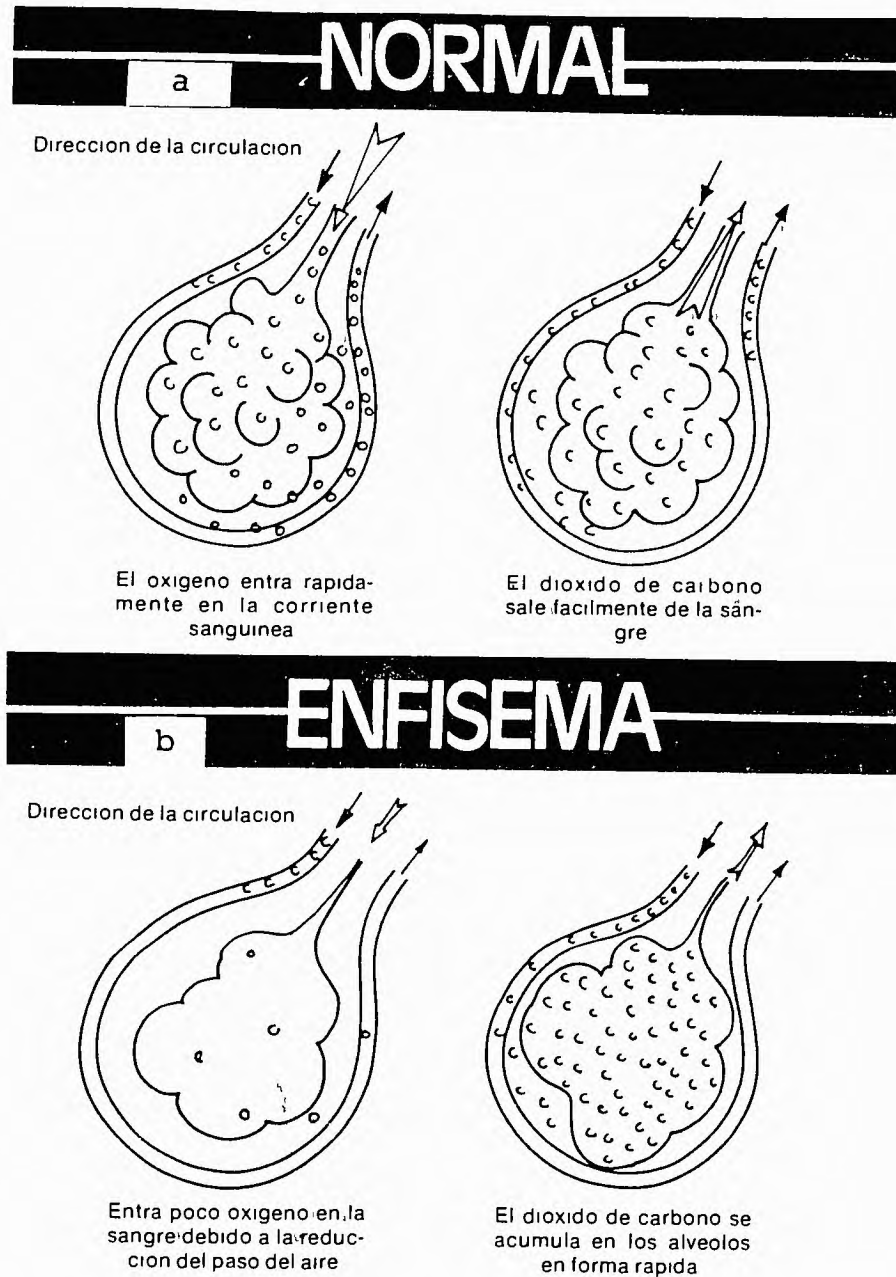 NORMAL
a
Direccion de la circulacion
El oxigeno entra rapida-
mente en la corriente
sanguinea
El dioxido de carbono
sale facilmente de la san-
gre
ENFISEMA
b
Direccion de la circulacion
Entra poco oxigeno en la
sangre debido a la reduc-
cion del paso del aire
El dioxido de carbono se
acumula en los alveolos
en forma rapida